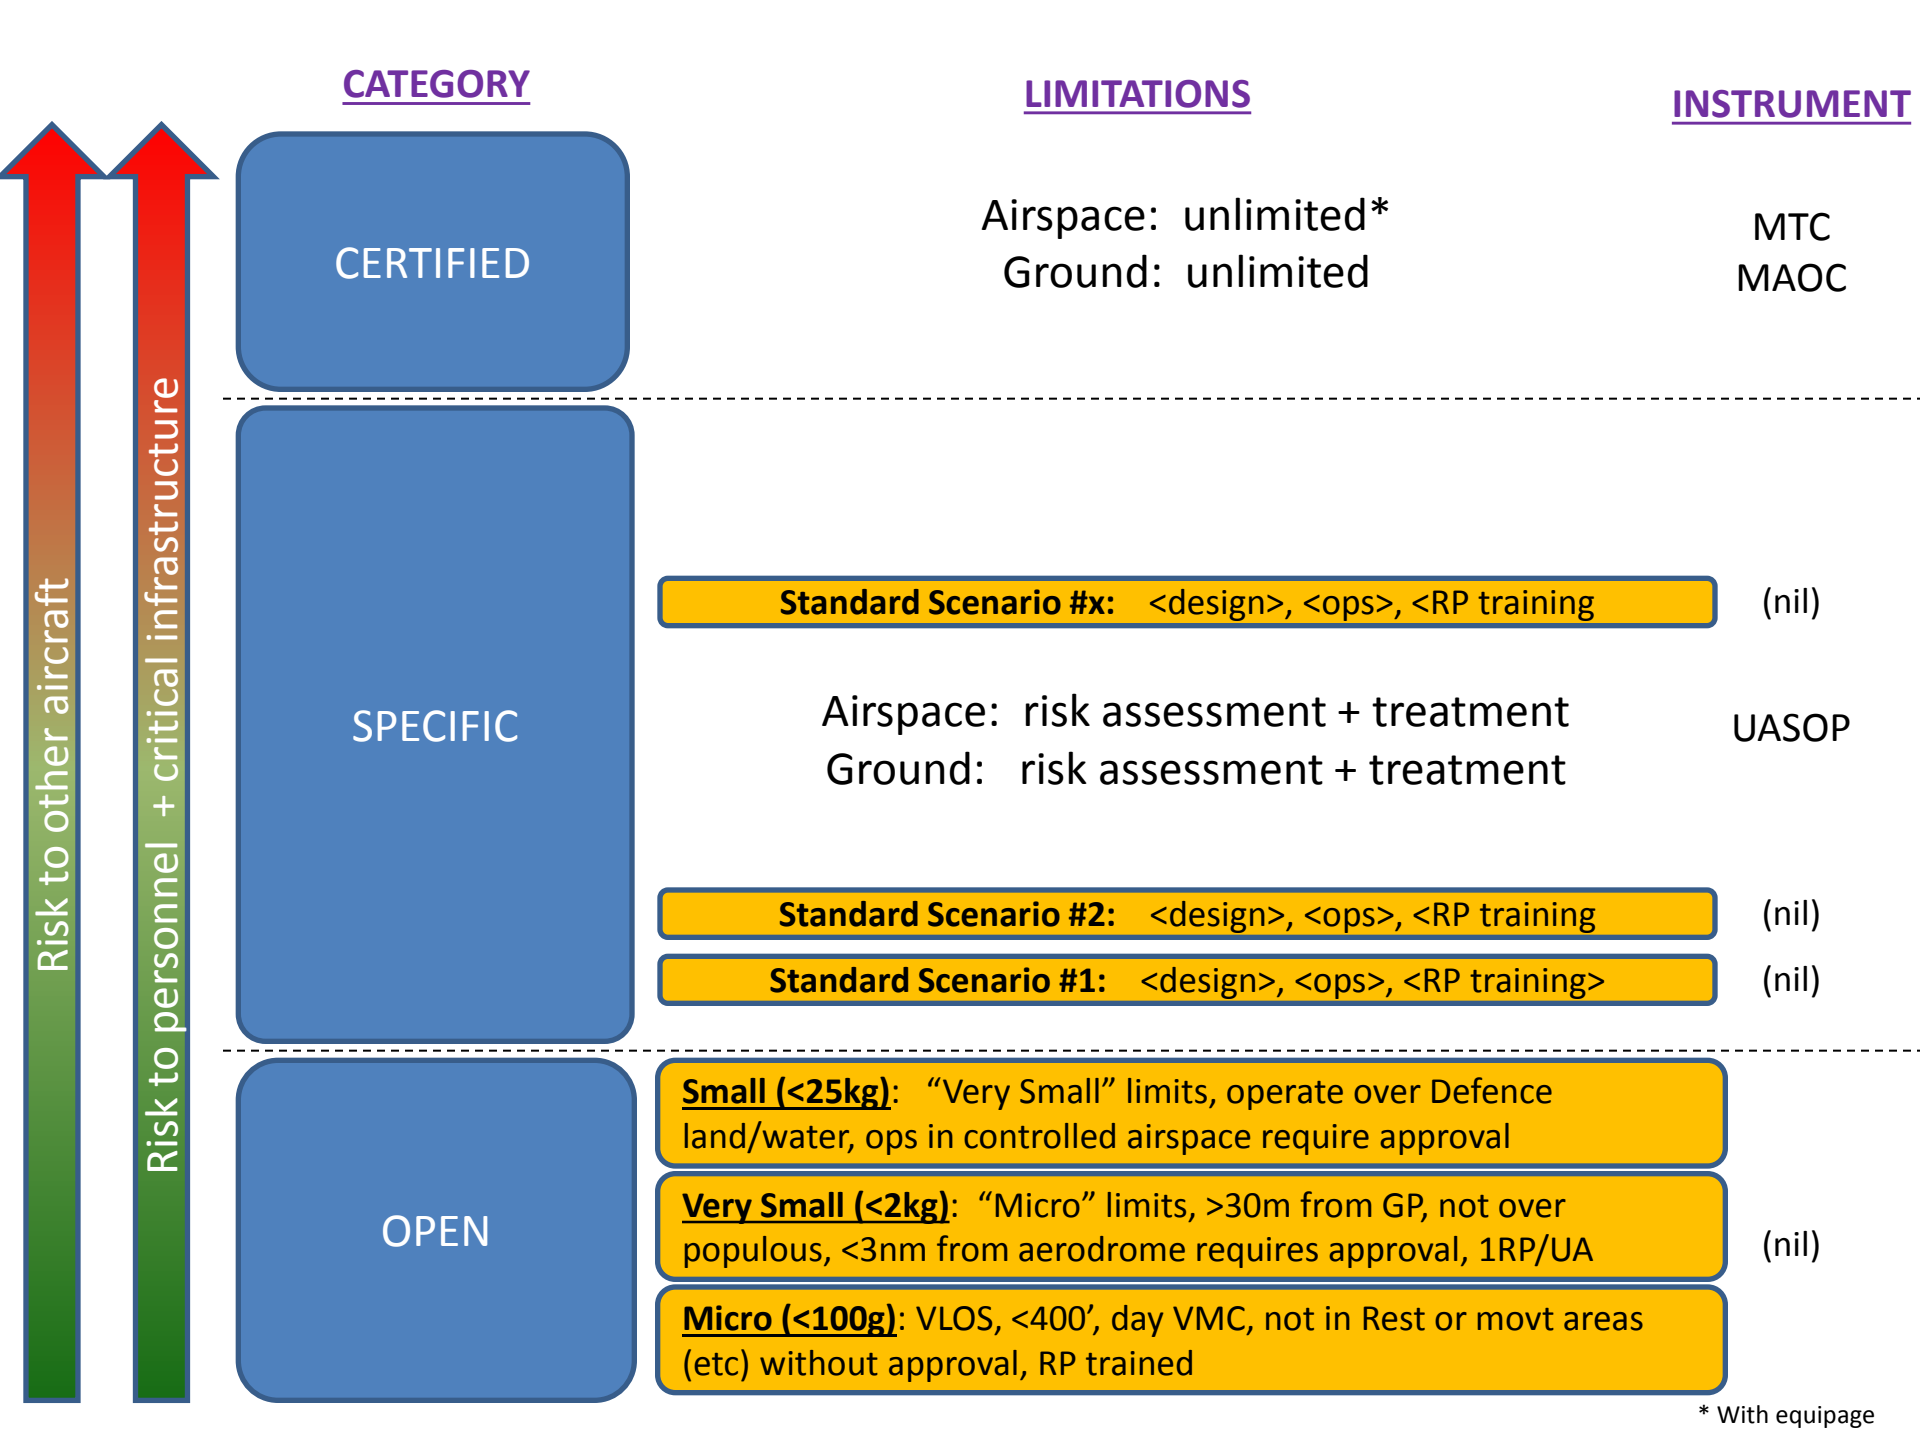 CATEGORY
LIMITATIONS
INSTRUMENT
Risk to other aircraft
Risk to personnel + critical infrastructure
CERTIFIED
Airspace: unlimited*
Ground: unlimited
MTC
MAOC
SPECIFIC
Standard Scenario #x: <design>, <ops>, <RP training
(nil)
Airspace: risk assessment + treatment
Ground: risk assessment + treatment
UASOP
Standard Scenario #2: <design>, <ops>, <RP training
(nil)
Standard Scenario #1: <design>, <ops>, <RP training>
(nil)
OPEN
Small (<25kg): “Very Small” limits, operate over Defence
land/water, ops in controlled airspace require approval
Very Small (<2kg): “Micro” limits, >30m from GP, not over
populous, <3nm from aerodrome requires approval, 1RP/UA
(nil)
Micro (<100g): VLOS, <400’, day VMC, not in Rest or movt areas
(etc) without approval, RP trained
* With equipage